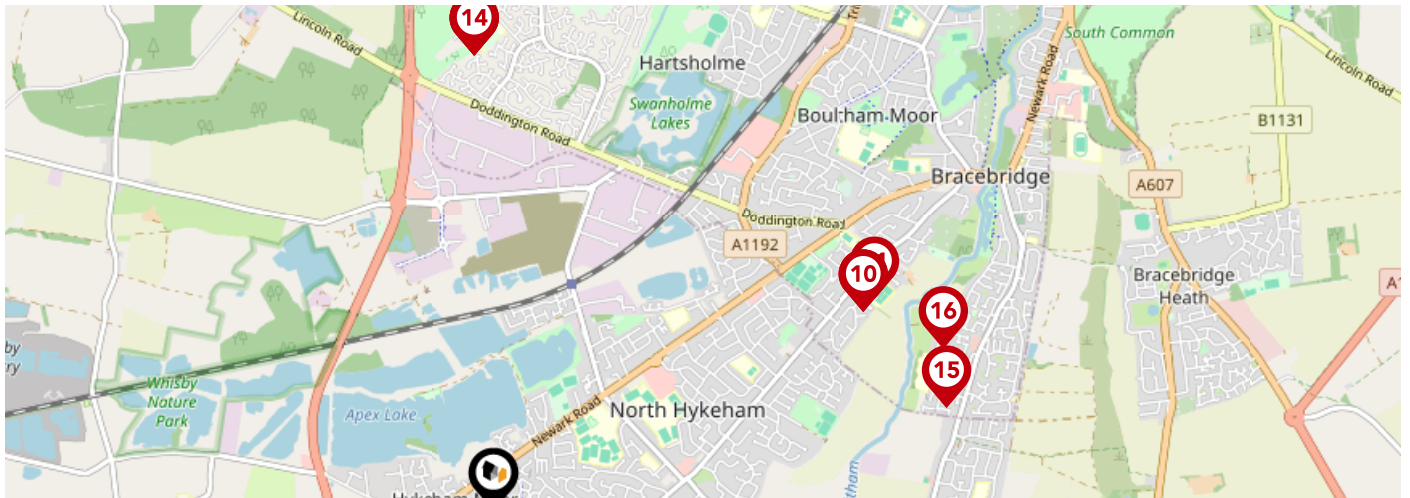 14
Lincoln Road
South Common
Hartsholme
Newark Road
Lincoln Road
Swanholme
Lakes
Doddington Road
Boultham Moor
B1131
Bracebridge
A607
Doddington Road
A1192
10
Bracebridge
Heath
16
15
Whisby
Nature
Park
Apex Lake
North Hykeham
Newark Road